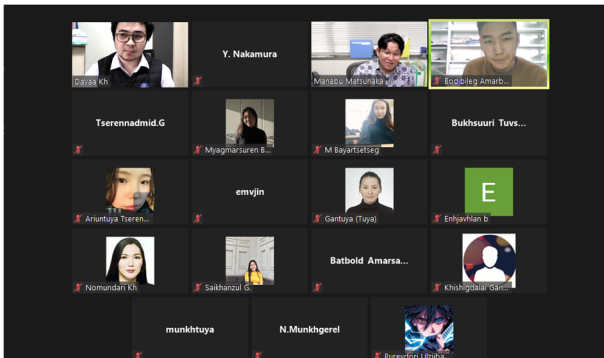 Davaa Kh
Y. Nakamura
Manabu Matsunaka
Bodibileg Amarb...
Tserennadmid.G
Myagmarsuren B...
M Bayartsetseg
Bukhsuuri Tuvs...
Ariuntuya Tseren...
emvjin
Gantuya (Tuya)
E
Enhjavhlan b
Nomundari Kh
Saikhanzul G.
Batbold Amarsa...
Khishigdalai Gan...
munkhtuya
N.Munkhgerel
Purevdorj Ulziiba...